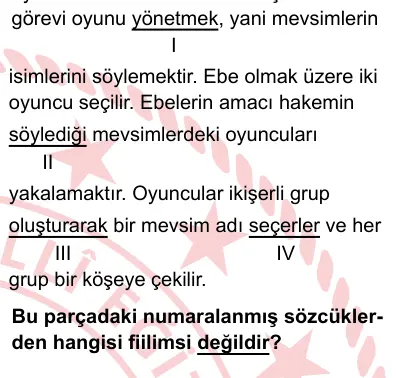 görevi oyunu yönetmek, yani mevsimlerin
I
isimlerini söylemektir. Ebe olmak üzere iki
oyuncu seçilir. Ebelerin amacı hakemin
söylediği mevsimlerdeki oyuncuları
II
yakalamaktır. Oyuncular ikişerli grup
oluşturarak bir mevsim adı seçerler ve her
III IV
grup bir köşeye çekilir.
Bu parçadaki numaralanmış sözcükler-
den hangisi fiilimsi değildir?